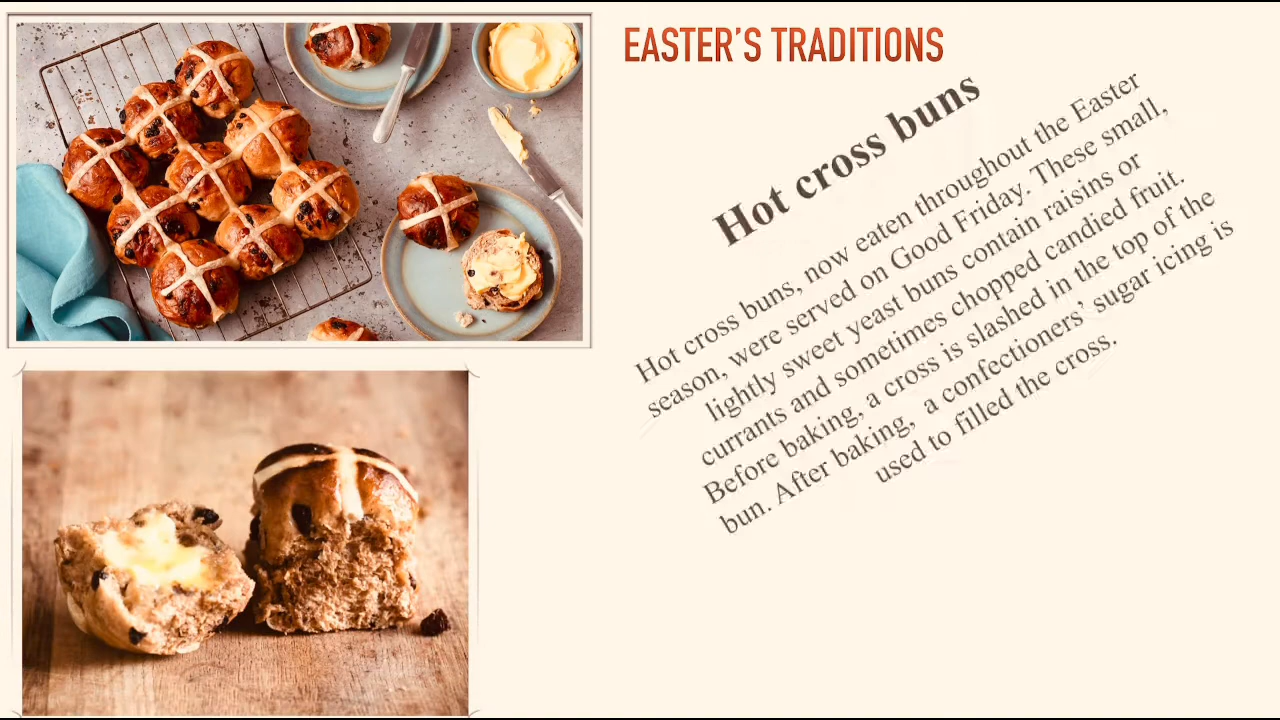 EASTER'S TRADITIONS
Hot cross buns
Hot cross buns, now eaten throughout the Easter
season, were served on Good Friday. These small,
lightly sweet yeast buns contain raisins or
currants and sometimes chopped candied fruit.
Before baking, a cross is slashed in the top of the
bun. After baking, a confectioners' sugar icing is
used to filled the cross.